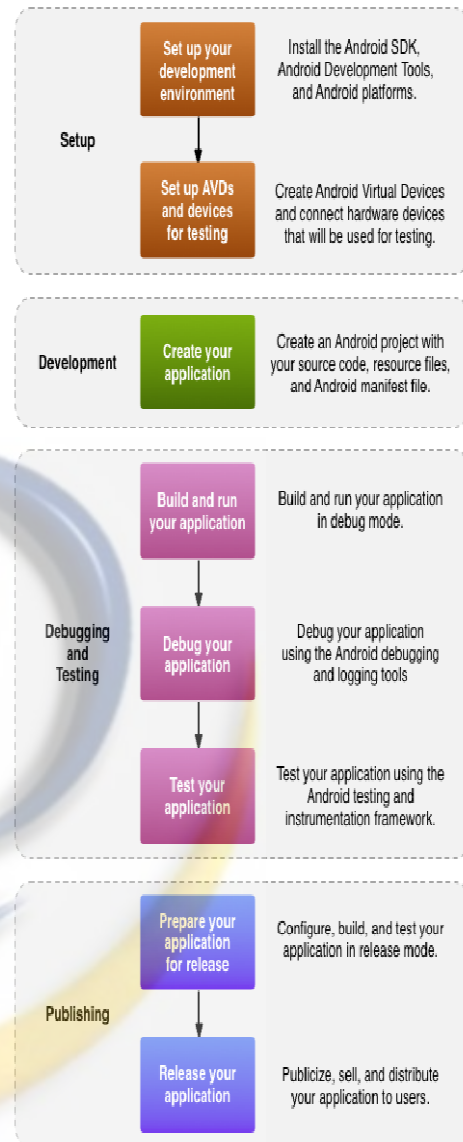 Set up your
development
environment
Install the Android SDK,
Android Development Tools,
and Android platforms.
Setup
Set up AVDs
and devices
for testing
Create Android Virtual Devices
and connect hardware devices
that will be used for testing.
Development
Create your
application
Create an Android project with
your source code, resource files,
and Android manifest file.
Build and run
your application
Build and run your application
in debug mode.
Debugging
and
Testing
Debug your
application
Debug your application
using the Android debugging
and logging tools
Test your
application
Test your application using the
Android testing and
instrumentation framework.
Prepare your
application
for release
Configure, build, and test your
application in release mode.
Publishing
Release your
application
Publicize, sell, and distribute
your application to users.